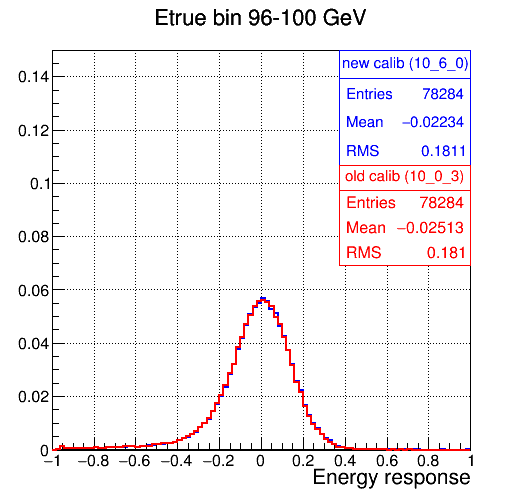 Etrue bin 96-100 GeV
new calib (10_6_0)
Entries 78284
Mean −0.02234
RMS 0.1811
old calib (10_0_3)
Entries 78284
Mean −0.02513
RMS 0.181
0.14
0.12
0.1
0.08
0.06
0.04
0.02
0
−1 −0.8 −0.6 −0.4 −0.2 0 0.2 0.4 0.6 0.8 1
Energy response